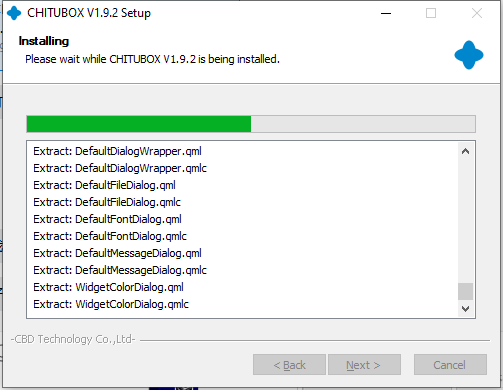 CHITUBOX V1.9.2 Setup
Installing
Please wait while CHITUBOX V1.9.2 is being installed.
Extract: DefaultDialogWrapper.qml
Extract: DefaultDialogWrapper.qmlc
Extract: DefaultFileDialog.qml
Extract: DefaultFileDialog.qmlc
Extract: DefaultFontDialog.qml
Extract: DefaultFontDialog.qmlc
Extract: DefaultMessageDialog.qml
Extract: DefaultMessageDialog.qmlc
Extract: WidgetColorDialog.qml
Extract: WidgetColorDialog.qmlc
-CBD Technology Co.,Ltd-
< Back
Next >
Cancel